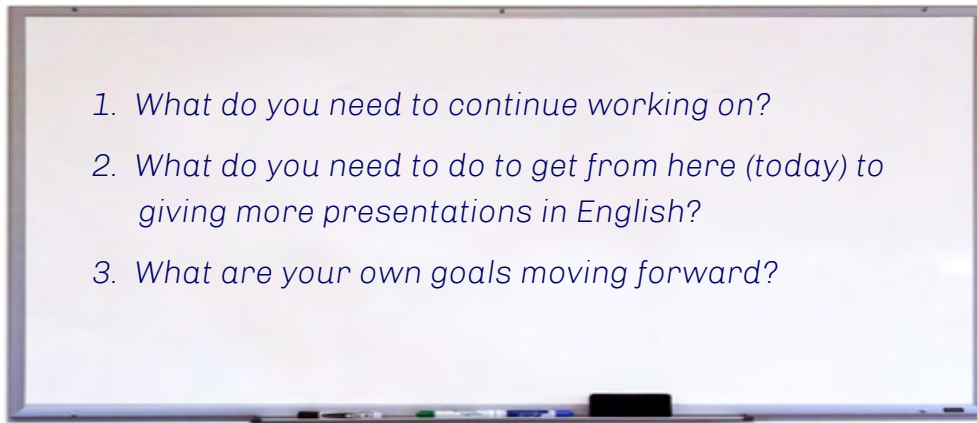 1. What do you need to continue working on?
2. What do you need to do to get from here (today) to
giving more presentations in English?
3. What are your own goals moving forward?